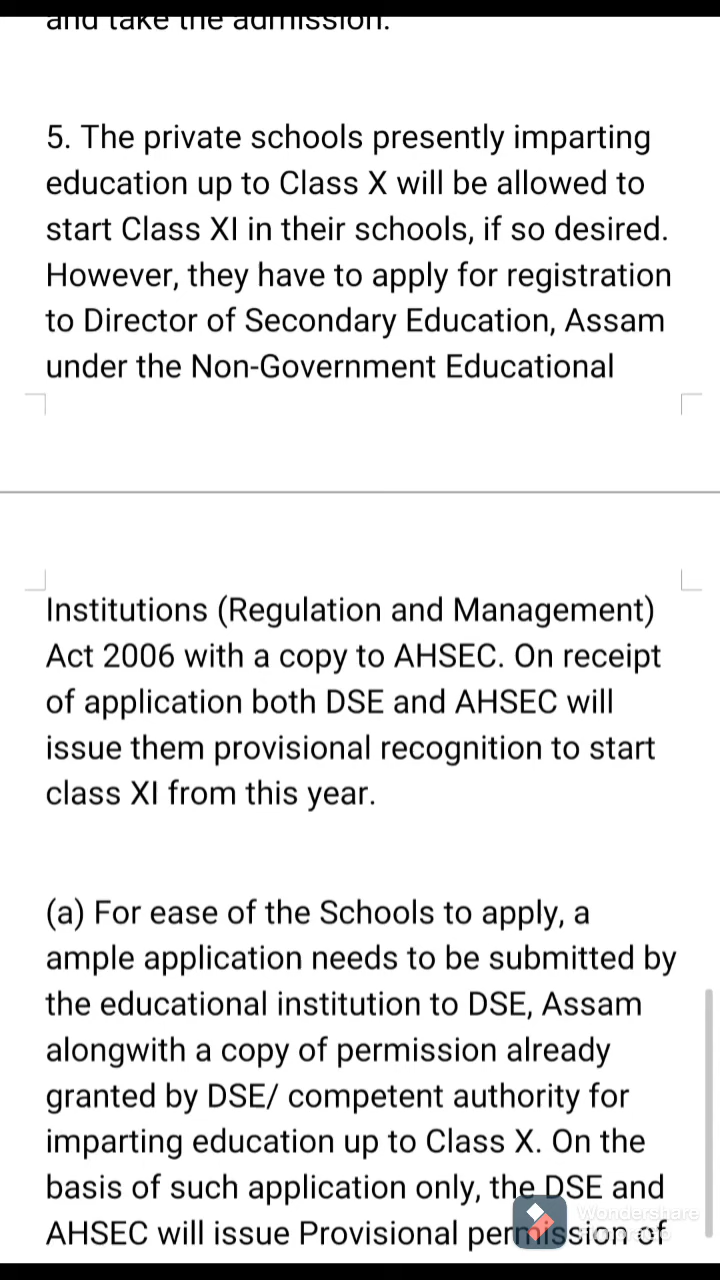 and take the admission.
5. The private schools presently imparting
education up to Class X will be allowed to
start Class XI in their schools, if so desired.
However, they have to apply for registration
to Director of Secondary Education, Assam
under the Non-Government Educational
Institutions (Regulation and Management)
Act 2006 with a copy to AHSEC. On receipt
of application both DSE and AHSEC will
issue them provisional recognition to start
class XI from this year.
(a) For ease of the Schools to apply, a
ample application needs to be submitted by
the educational institution to DSE, Assam
alongwith a copy of permission already
granted by DSE/ competent authority for
imparting education up to Class X. On the
basis of such application only, the DSE and
AHSEC will issue Provisional permission of
Wondershare